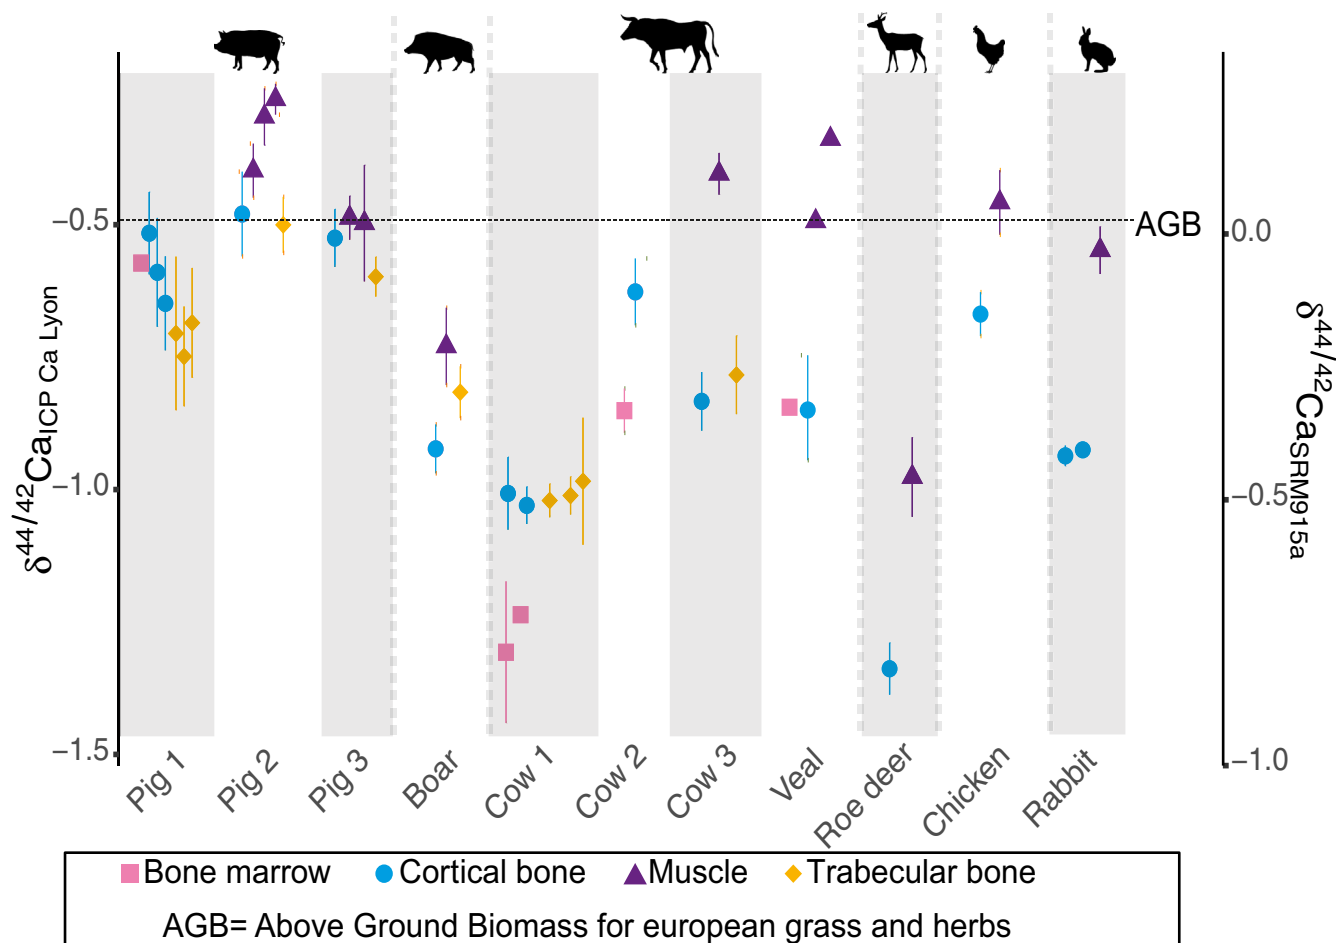 δ44/42CaICP Ca Lyon
−0.5
−1.0
−1.5
AGB
0.0
−0.5
−1.0
δ44/42CaSRM915a
Pig 1
Pig 2
Pig 3
Boar
Cow 1
Cow 2
Cow 3
Veal
Roe deer
Chicken
Rabbit
Bone marrow Cortical bone Muscle Trabecular bone
AGB= Above Ground Biomass for european grass and herbs